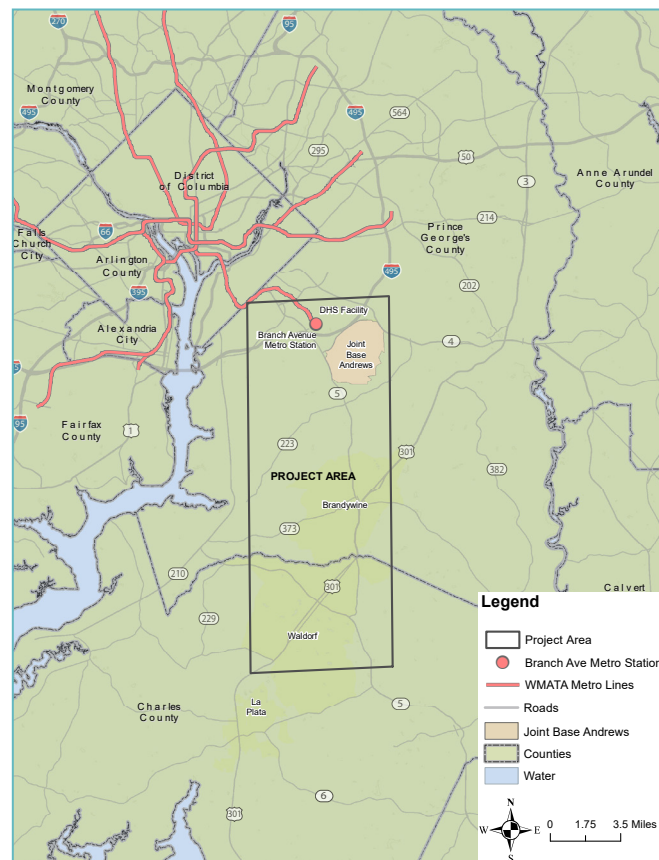 270
95
Montgomery
County
495
495
564
295
50
District
of Columbia
3
Anne Arundel
County
Falls
Church
City
66
Prince
George's
County
214
Arlington
County
495
202
395
DHS Facility
Alexandria
City
Branch Avenue
Metro Station
Joint
Base
Andrews
4
95
5
Fairfax
County
1
223
301
382
PROJECT AREA
Brandywine
373
210
301
Calvert
229
Waldorf
Charles
County
La
Plata
5
6
301
Legend
Project Area
Branch Ave Metro Station
WMATA Metro Lines
Roads
Joint Base Andrews
Counties
Water
N
W
E
S
0 1.75 3.5 Miles